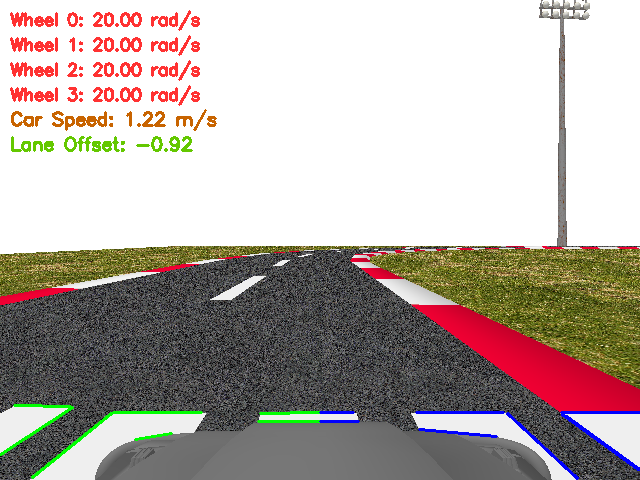 Wheel 0: 20.00 rad/s
Wheel 1: 20.00 rad/s
Wheel 2: 20.00 rad/s
Wheel 3: 20.00 rad/s
Car Speed: 1.22 m/s
Lane Offset: -0.92